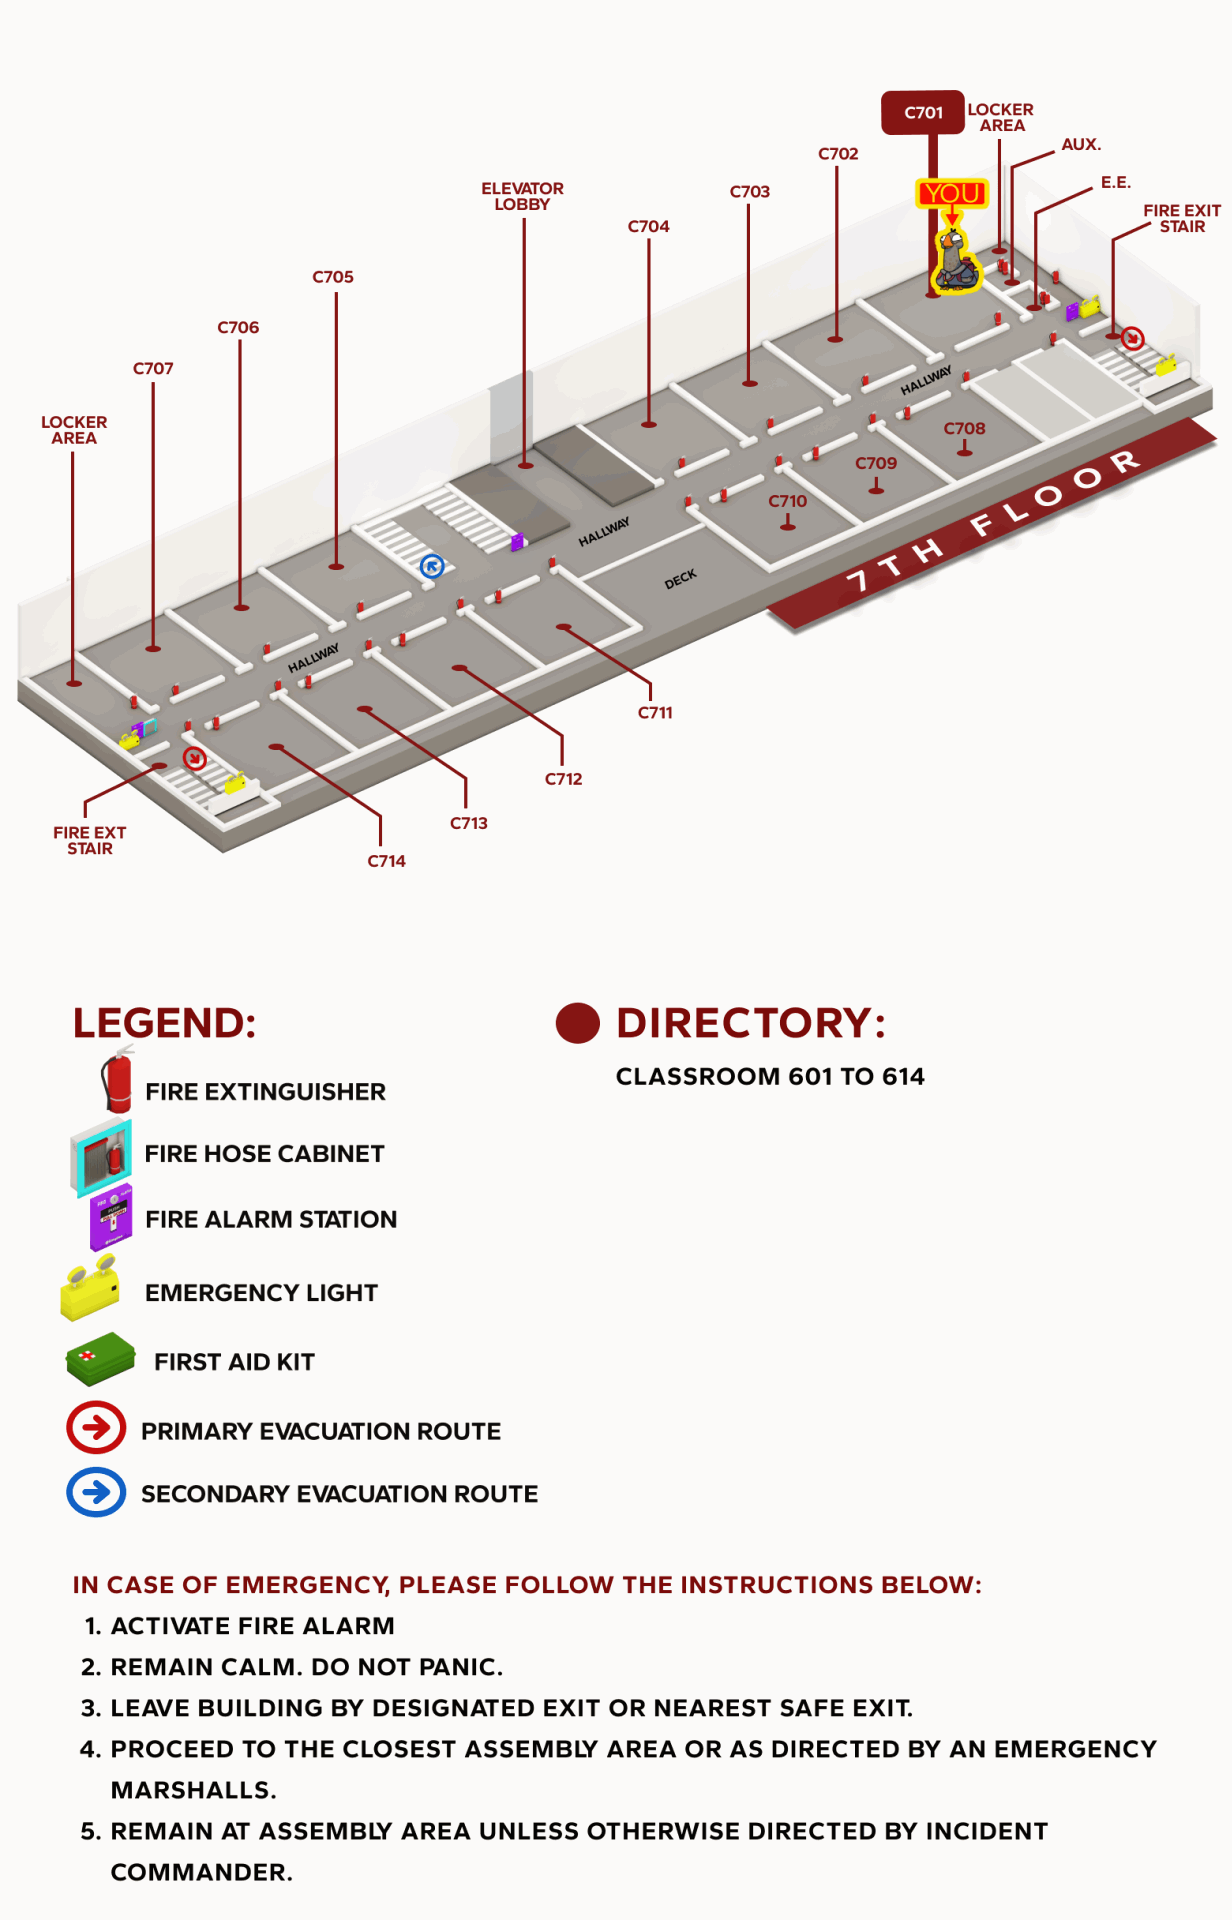 C701
LOCKER
AREA
AUX.
C702
YOU
E.E.
ELEVATOR
LOBBY
C703
FIRE EXIT
STAIR
C704
C705
C706
C707
HALLWAY
LOCKER
AREA
C708
C709
C710
7TH FLOOR
HALLWAY
DECK
HALLWAY
C711
C712
C713
FIRE EXT
STAIR
C714
LEGEND:
FIRE EXTINGUISHER
FIRE HOSE CABINET
FIRE ALARM STATION
EMERGENCY LIGHT
FIRST AID KIT
PRIMARY EVACUATION ROUTE
SECONDARY EVACUATION ROUTE
DIRECTORY:
CLASSROOM 601 TO 614
IN CASE OF EMERGENCY, PLEASE FOLLOW THE INSTRUCTIONS BELOW:
1. ACTIVATE FIRE ALARM
2. REMAIN CALM. DO NOT PANIC.
3. LEAVE BUILDING BY DESIGNATED EXIT OR NEAREST SAFE EXIT.
4. PROCEED TO THE CLOSEST ASSEMBLY AREA OR AS DIRECTED BY AN EMERGENCY
MARSHALLS.
5. REMAIN AT ASSEMBLY AREA UNLESS OTHERWISE DIRECTED BY INCIDENT
COMMANDER.